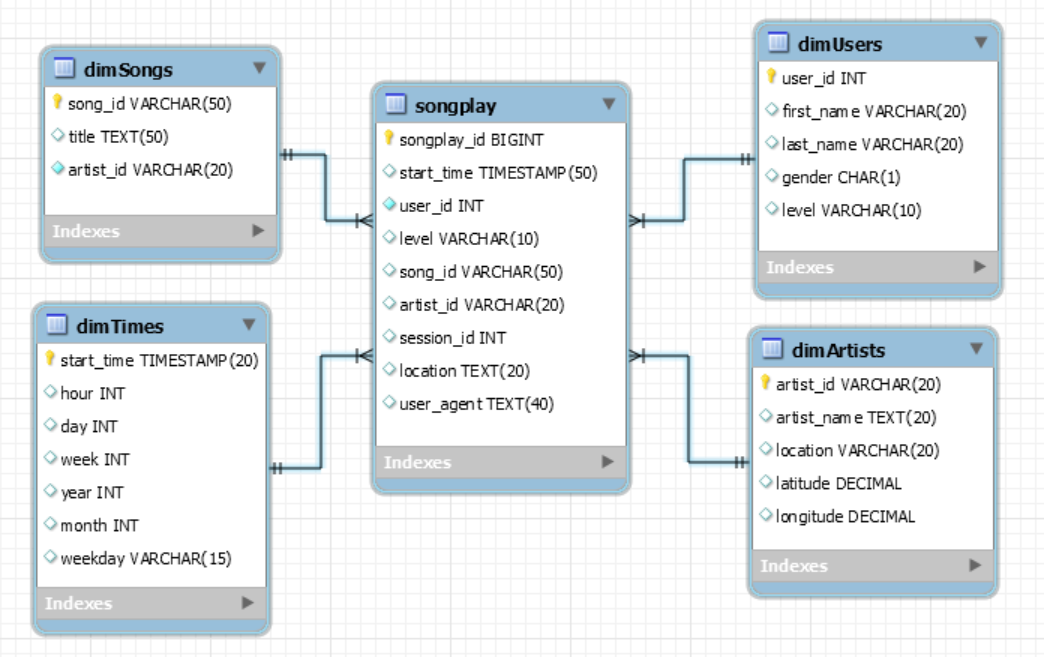 dimSongs
song_id VARCHAR(50)
title TEXT(50)
artist_id VARCHAR(20)
Indexes
dimTimes
start_time TIMESTAMP(20)
hour INT
day INT
week INT
year INT
month INT
weekday VARCHAR(15)
Indexes
songplay
songplay_id BIGINT
start_time TIMESTAMP(50)
user_id INT
level VARCHAR(10)
song_id VARCHAR(50)
artist_id VARCHAR(20)
session_id INT
location TEXT(20)
user_agent TEXT(40)
Indexes
dimUsers
user_id INT
first_name VARCHAR(20)
last_name VARCHAR(20)
gender CHAR(1)
level VARCHAR(10)
Indexes
dimArtists
artist_id VARCHAR(20)
artist_name TEXT(20)
location VARCHAR(20)
latitude DECIMAL
longitude DECIMAL
Indexes